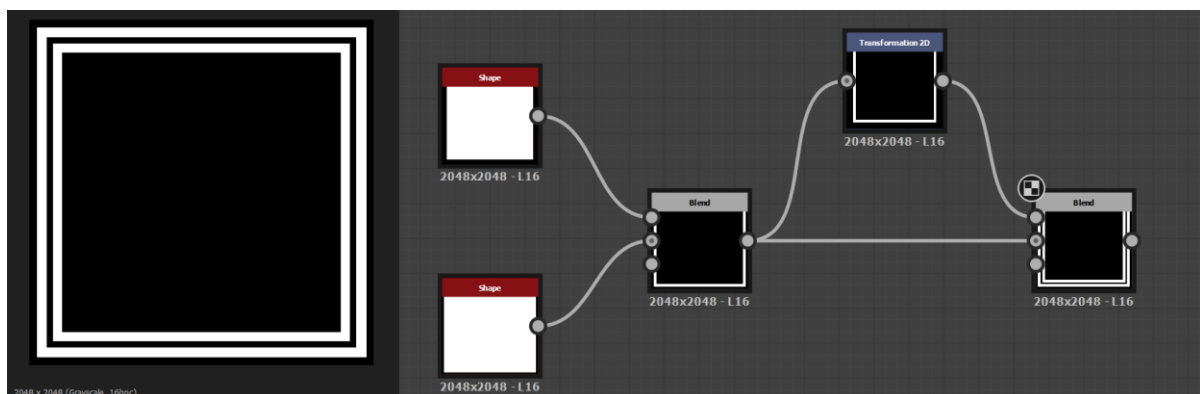 Shape
2048x2048 - L16
Shape
2048x2048 - L16
Blend
2048x2048 - L16
Transformation 2D
2048x2048 - L16
Blend
2048x2048 - L16
2048 x 2048 (Grayscale, 16bpc)